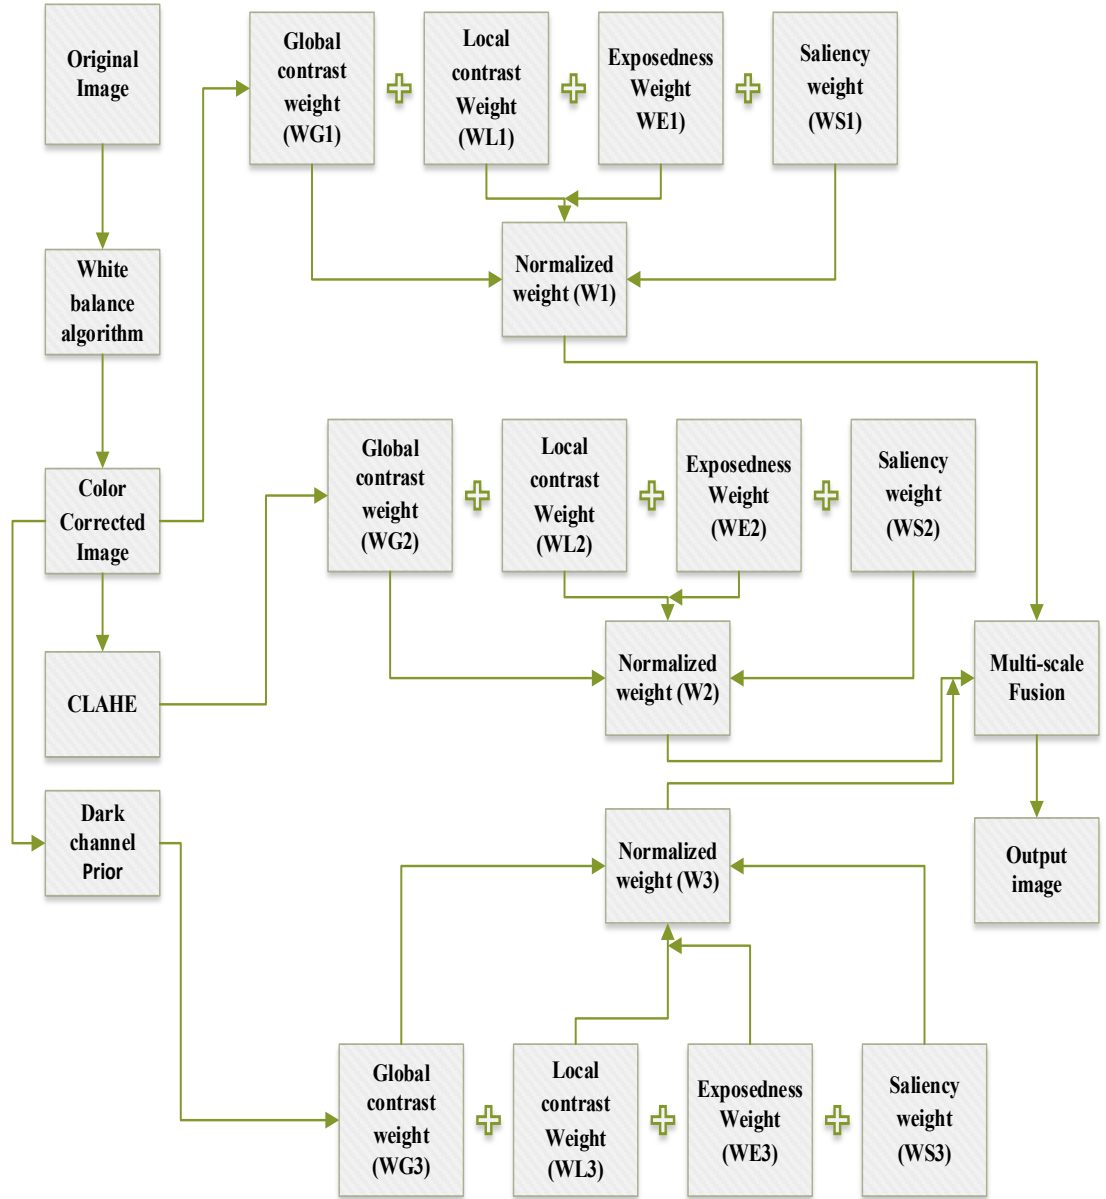 Original
Image
Global
contrast
weight
(WG1)
Local
contrast
Weight
(WL1)
Exposedness
Weight
WE1)
Saliency
weight
(WS1)
Normalized
weight (W1)
White
balance
algorithm
Color
Corrected
Image
Global
contrast
weight
(WG2)
Local
contrast
Weight
(WL2)
Exposedness
Weight
(WE2)
Saliency
weight
(WS2)
Normalized
weight (W2)
Multi-scale
Fusion
CLAHE
Dark
channel
Prior
Normalized
weight (W3)
Output
image
Global
contrast
weight
(WG3)
Local
contrast
Weight
(WL3)
Exposedness
Weight
(WE3)
Saliency
weight
(WS3)